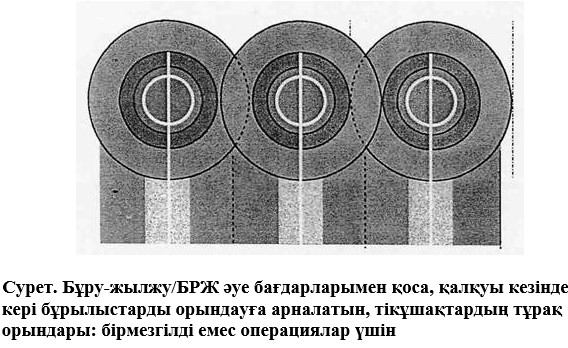 Сурет. Бұру-жылжу/БРЖ әуе бағдарларымен қоса, қалқуы кезінде
кері бұрылыстарды орындауға арналатын, тікұшақтардың тұрақ
орындары: бірмезгілді емес операциялар үшін